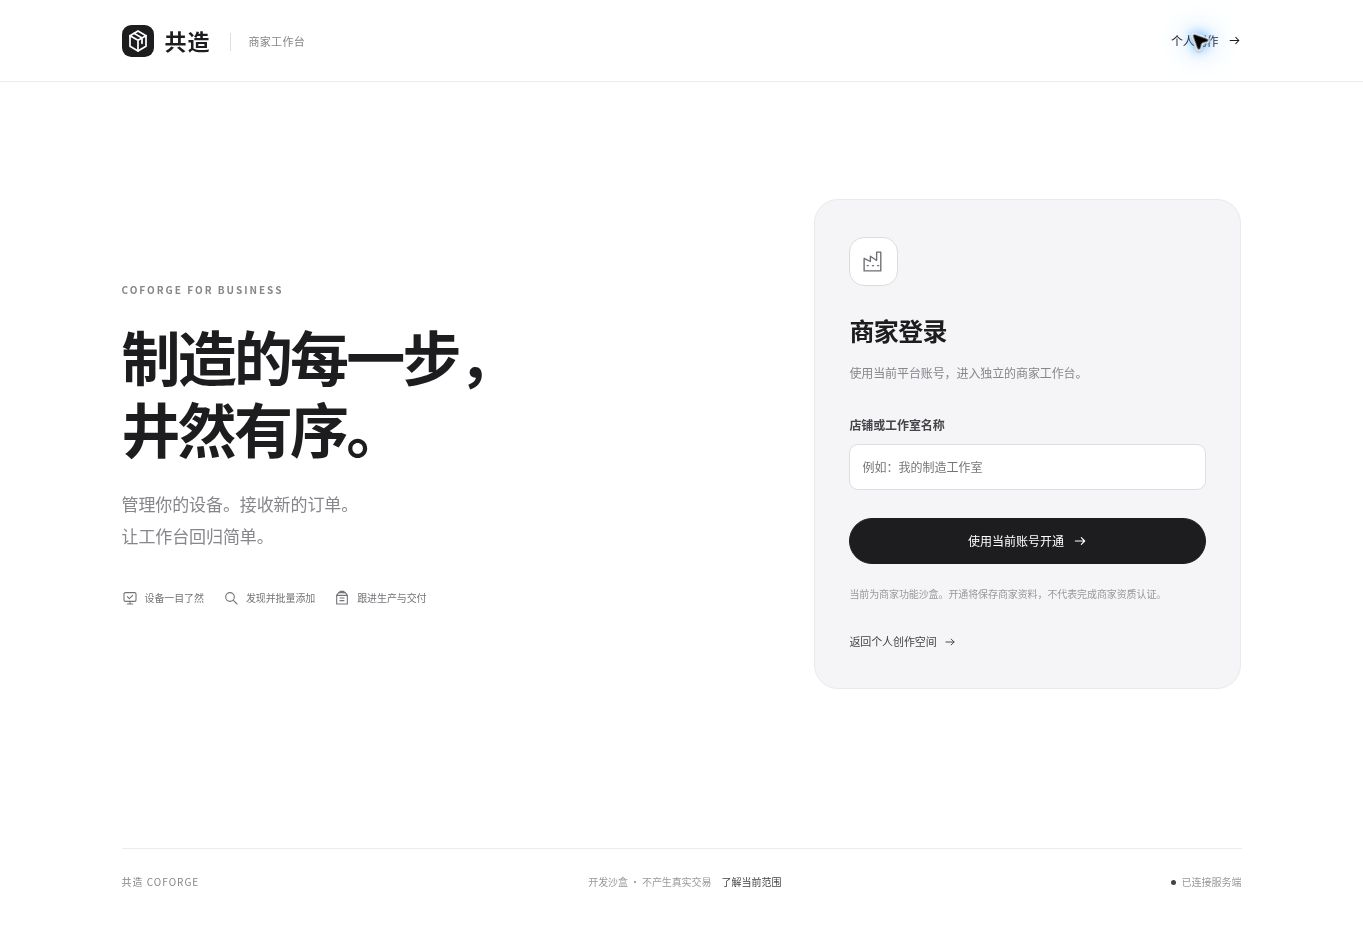 共造
商家工作台
COFORGE FOR BUSINESS
制造的每一步，
井然有序。
管理你的设备。接收新的订单。
让工作台回归简单。
设备一目了然
发现并批量添加
跟进生产与交付
商家登录
使用当前平台账号，进入独立的商家工作台。
店铺或工作室名称
例如：我的制造工作室
使用当前账号开通 →
当前为商家功能沙盒。开通将保存商家资料，不代表完成商家资质认证。
返回个人创作空间 →
共造 COFORGE
开发沙盒 · 不产生真实交易 了解当前范围
已连接服务端